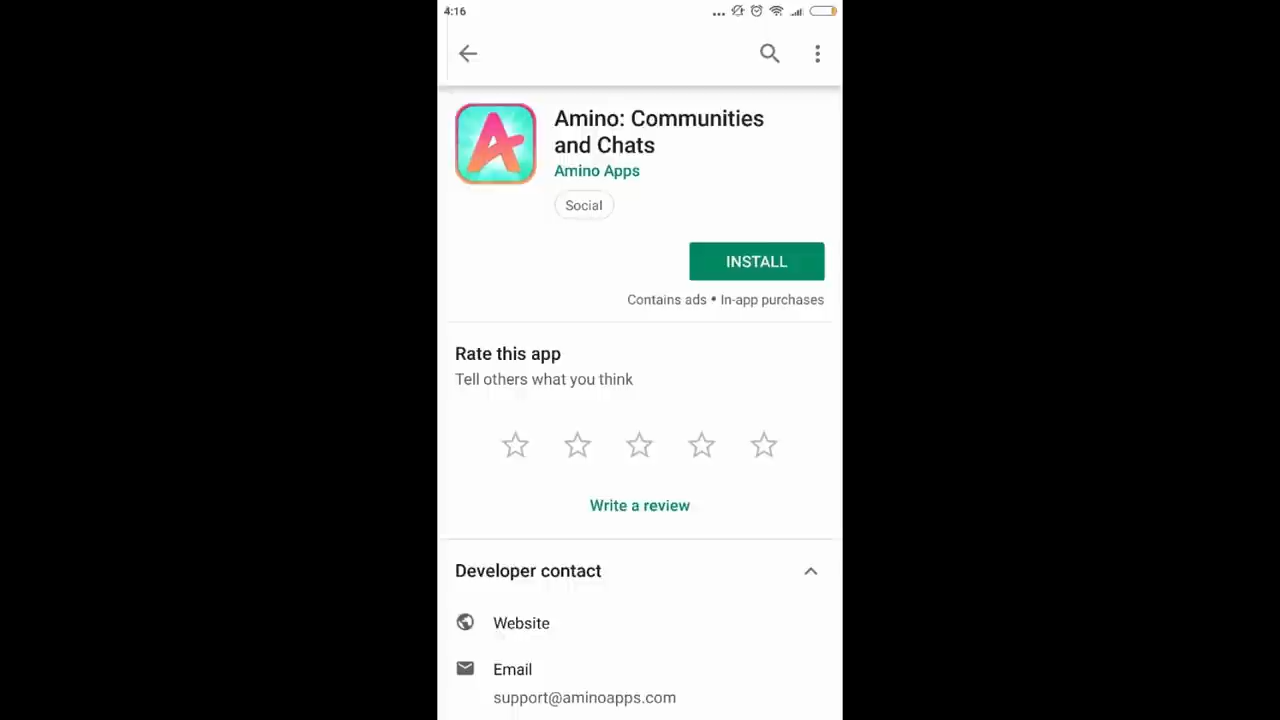 4:16
Amino: Communities
and Chats
Amino Apps
Social
INSTALL
Contains ads • In-app purchases
Rate this app
Tell others what you think
Write a review
Developer contact
Website
Email
support@aminoapps.com